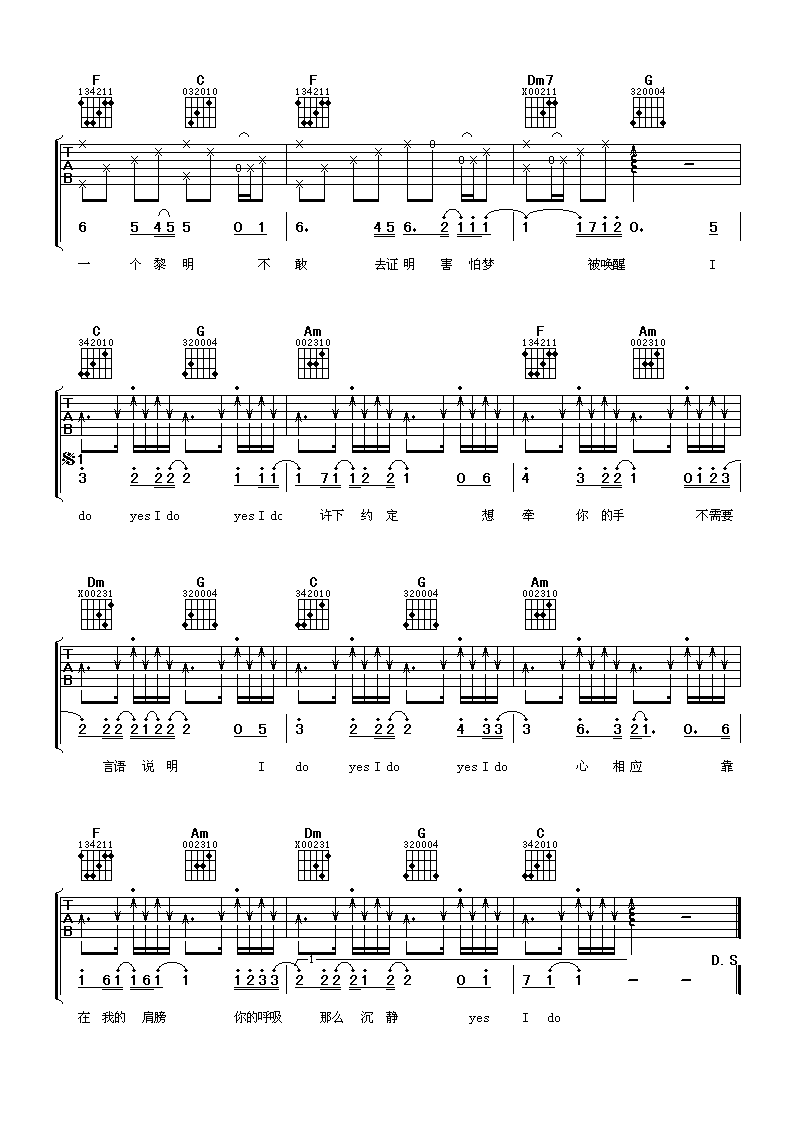 F C F Dm7 G
134211 032010 134211 X00211 320004
T A B
6 5 4 5 5 0 1 6. 4 5 6. 2 1 1 1 1 1 7 1 2 0. 5
一 个 黎 明 不 敢 去证 明 害 怕梦 被唤醒 I
C G Am F Am
342010 320004 002310 134211 002310
T A B
1
3 2 2 2 2 1 1 1 1 7 1 1 2 2 1 0 6 4 3 2 2 1 0 1 2 3
do yes I do yes I do 许下 约 定 想 牵 你 的手 不需要
Dm G C G Am
X00231 320004 342010 320004 002310
T A B
2 2 2 2 1 2 2 2 0 5 3 2 2 2 2 4 3 3 3 6. 3 2 1. 0. 6
言语 说 明 I do yes I do yes I do 心 相 应 靠
F Am Dm G C
134211 002310 X00231 320004 342010
T A B
1 D.S
1 6 1 1 6 1 1 1 2 3 3 2 2 2 2 1 2 2 0 1 7 1 1 – –
在 我的 肩膀 你的呼吸 那么 沉 静 yes I do